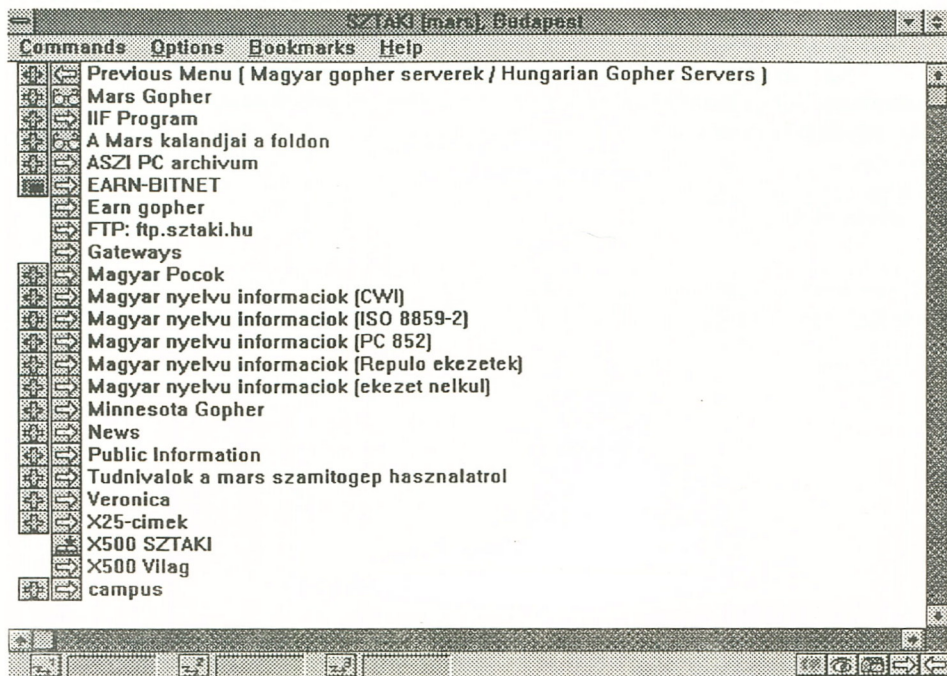 SZTAKI (mars), Budapest
Commands Options Bookmarks Help
Previous Menu ( Magyar gopher serverek / Hungarian Gopher Servers )
Mars Gopher
IIF Program
A Mars kalandjai a foldon
ASZI PC archivum
EARN-BITNET
Earn gopher
FTP: ftp.sztaki.hu
Gateways
Magyar Pocok
Magyar nyelvu informaciok (CWI)
Magyar nyelvu informaciok (ISO 8859-2)
Magyar nyelvu informaciok (PC 852)
Magyar nyelvu informaciok (Repulo ekezetek)
Magyar nyelvu informaciok (ekezet nelkul)
Minnesota Gopher
News
Public Information
Tudnivalok a mars szamitogep hasznalatrol
Veronica
X25-cimek
X500 SZTAKI
X500 Vilag
campus
1
2
3